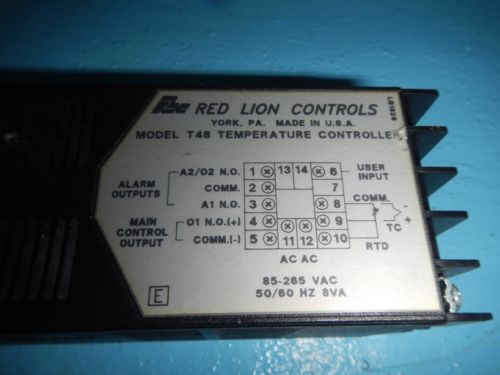 RLC RED LION CONTROLS
YORK, PA. MADE IN U.S.A.
MODEL T48 TEMPERATURE CONTROLLER
LB1829
ALARM OUTPUTS
A2/O2 N.O. 1 13 14 6 USER INPUT
COMM. 2 7
A1 N.O. 3 8 COMM. - +
MAIN CONTROL OUTPUT
O1 N.O.(+) 4 9 TC
COMM.(-) 5 11 12 10 RTD
AC AC
85-265 VAC
50/60 HZ 8VA
E